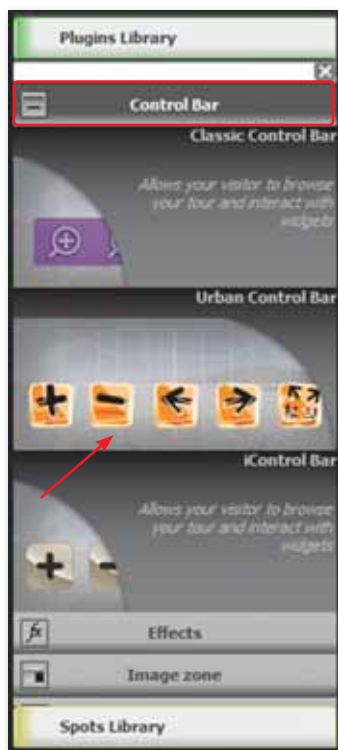 Plugins Library
Control Bar
Classic Control Bar
Allows your visitor to browse
your tour and interact with
widgets
Urban Control Bar
iControl Bar
Allows your visitor to browse
your tour and interact with
widgets
fx
Effects
Image zone
Spots Library